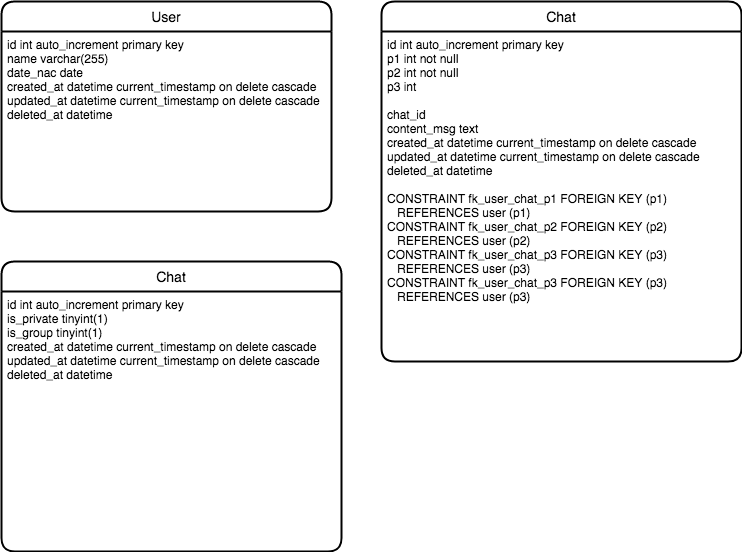 User
id int auto_increment primary key
name varchar(255)
date_nac date
created_at datetime current_timestamp on delete cascade
updated_at datetime current_timestamp on delete cascade
deleted_at datetime
Chat
id int auto_increment primary key
p1 int not null
p2 int not null
p3 int
chat_id
content_msg text
created_at datetime current_timestamp on delete cascade
updated_at datetime current_timestamp on delete cascade
deleted_at datetime
CONSTRAINT fk_user_chat_p1 FOREIGN KEY (p1)
REFERENCES user (p1)
CONSTRAINT fk_user_chat_p2 FOREIGN KEY (p2)
REFERENCES user (p2)
CONSTRAINT fk_user_chat_p3 FOREIGN KEY (p3)
REFERENCES user (p3)
CONSTRAINT fk_user_chat_p3 FOREIGN KEY (p3)
REFERENCES user (p3)
Chat
id int auto_increment primary key
is_private tinyint(1)
is_group tinyint(1)
created_at datetime current_timestamp on delete cascade
updated_at datetime current_timestamp on delete cascade
deleted_at datetime